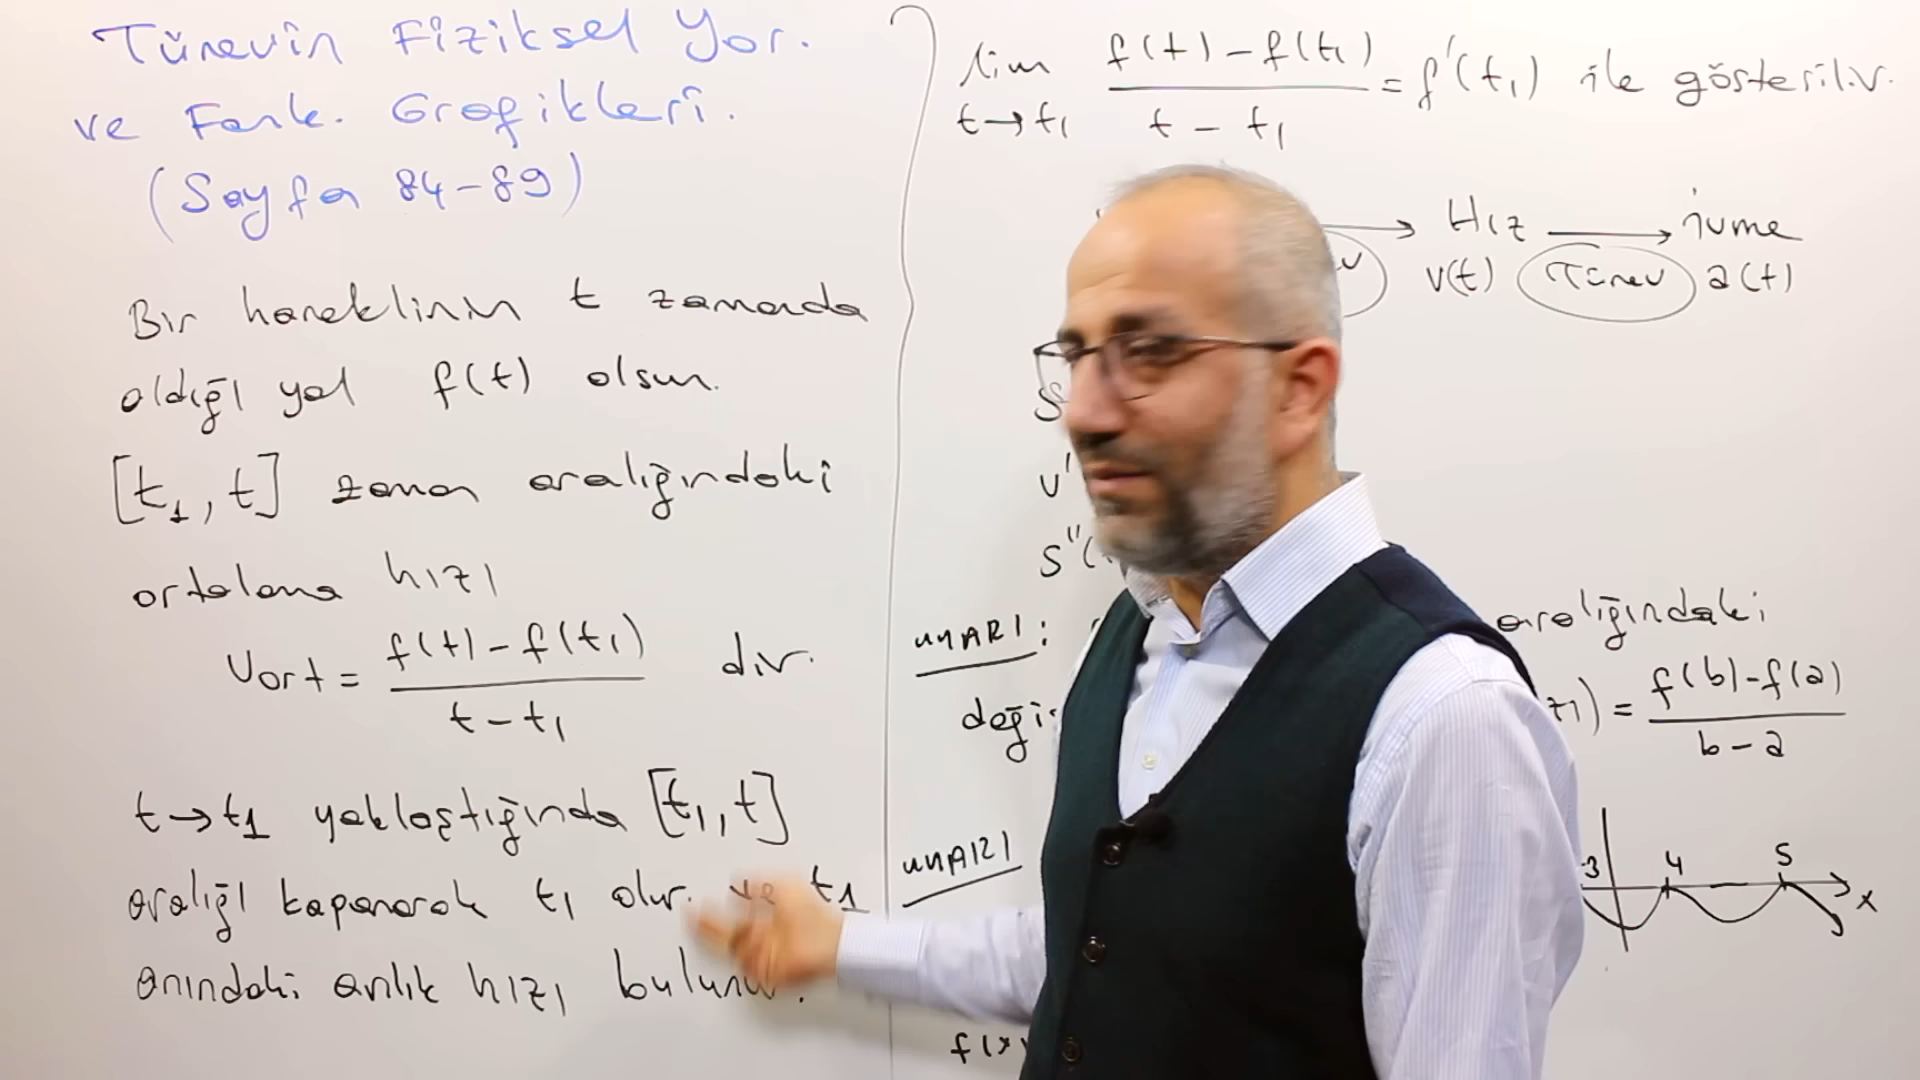 Türevin Fiziksel Yor.
ve Fonk. Grafikleri.
(Sayfa 84-89)
Bir hareketlinin t zamanda
aldığı yol f(t) olsun.
[t₁, t] zaman aralığındaki
ortalama hızı
Vort = (f(t) - f(t₁)) / (t - t₁) dir.
t→t₁ yaklaştığında [t₁, t]
aralığı kapanarak t₁ olur. ve t₁
anındaki anlık hızı bulunur.
lim t→t₁ (f(t) - f(t₁)) / (t - t₁) = f'(t₁) ile gösterilir.
→ Hız → ivme
v(t) Türev a(t)
S
v'
S''(
UYARI: aralığındaki
değiş ızı) = (f(b) - f(a)) / (b - a)
UYARI
-3 4 5 x
f(x)